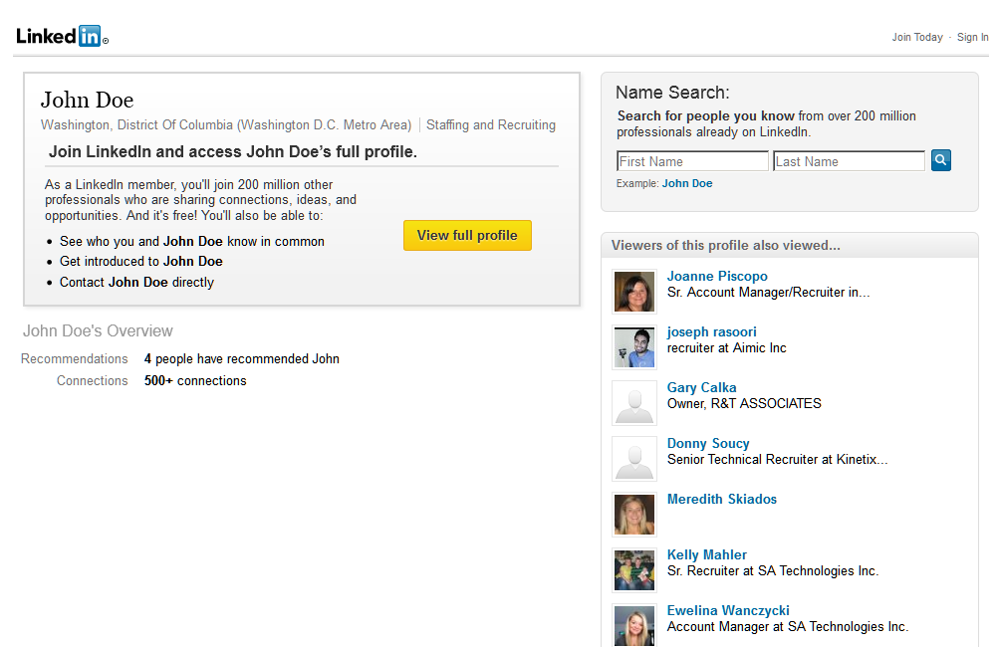 Linked in ®
Join Today · Sign In
John Doe
Washington, District Of Columbia (Washington D.C. Metro Area) | Staffing and Recruiting
Join LinkedIn and access John Doe’s full profile.
As a LinkedIn member, you'll join 200 million other
professionals who are sharing connections, ideas, and
opportunities. And it's free! You'll also be able to:
• See who you and John Doe know in common
• Get introduced to John Doe
• Contact John Doe directly
View full profile
John Doe's Overview
Recommendations 4 people have recommended John
Connections 500+ connections
Name Search:
Search for people you know from over 200 million
professionals already on LinkedIn.
First Name Last Name
Example: John Doe
Viewers of this profile also viewed...
Joanne Piscopo
Sr. Account Manager/Recruiter in...
joseph rasoori
recruiter at Aimic Inc
Gary Calka
Owner, R&T ASSOCIATES
Donny Soucy
Senior Technical Recruiter at Kinetix...
Meredith Skiados
Kelly Mahler
Sr. Recruiter at SA Technologies Inc.
Ewelina Wanczycki
Account Manager at SA Technologies Inc.